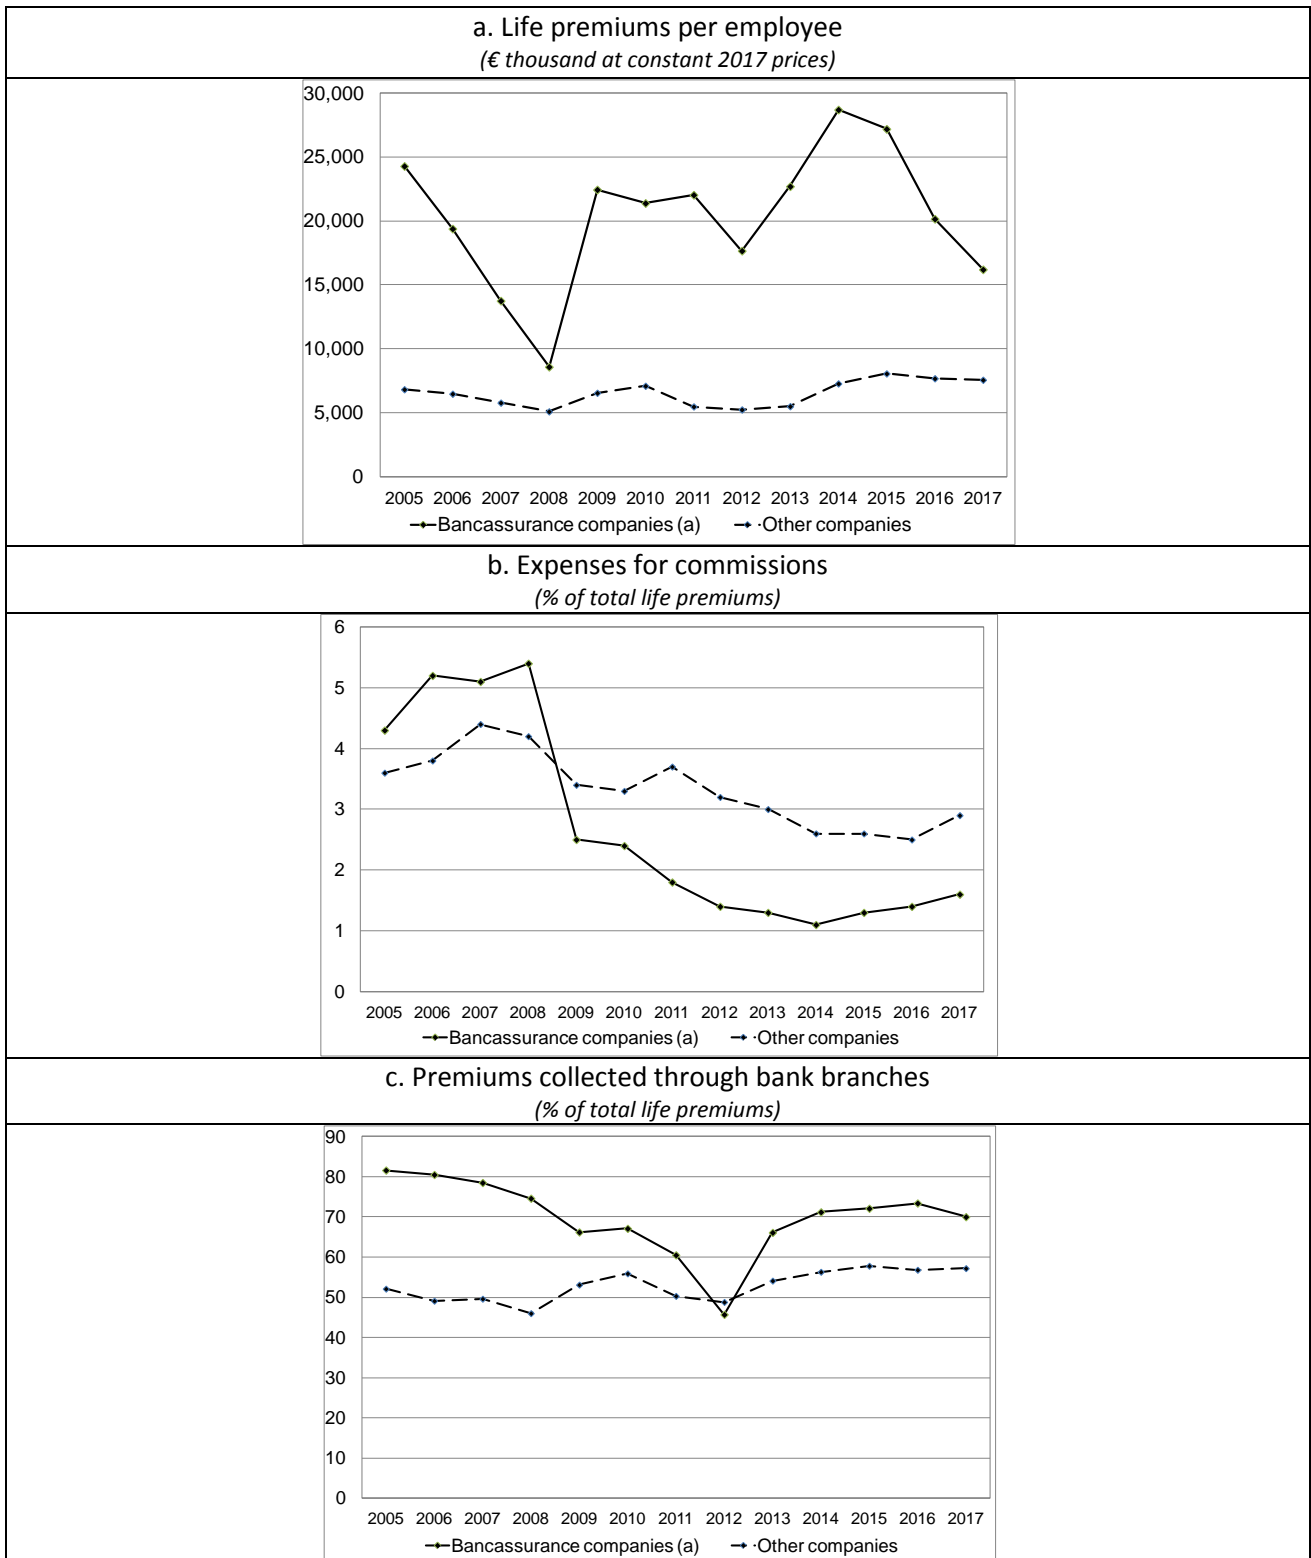 a. Life premiums per employee
(€ thousand at constant 2017 prices)
30,000
25,000
20,000
15,000
10,000
5,000
0
2005 2006 2007 2008 2009 2010 2011 2012 2013 2014 2015 2016 2017
Bancassurance companies (a) Other companies
b. Expenses for commissions
(% of total life premiums)
6
5
4
3
2
1
0
2005 2006 2007 2008 2009 2010 2011 2012 2013 2014 2015 2016 2017
Bancassurance companies (a) Other companies
c. Premiums collected through bank branches
(% of total life premiums)
90
80
70
60
50
40
30
20
10
0
2005 2006 2007 2008 2009 2010 2011 2012 2013 2014 2015 2016 2017
Bancassurance companies (a) Other companies